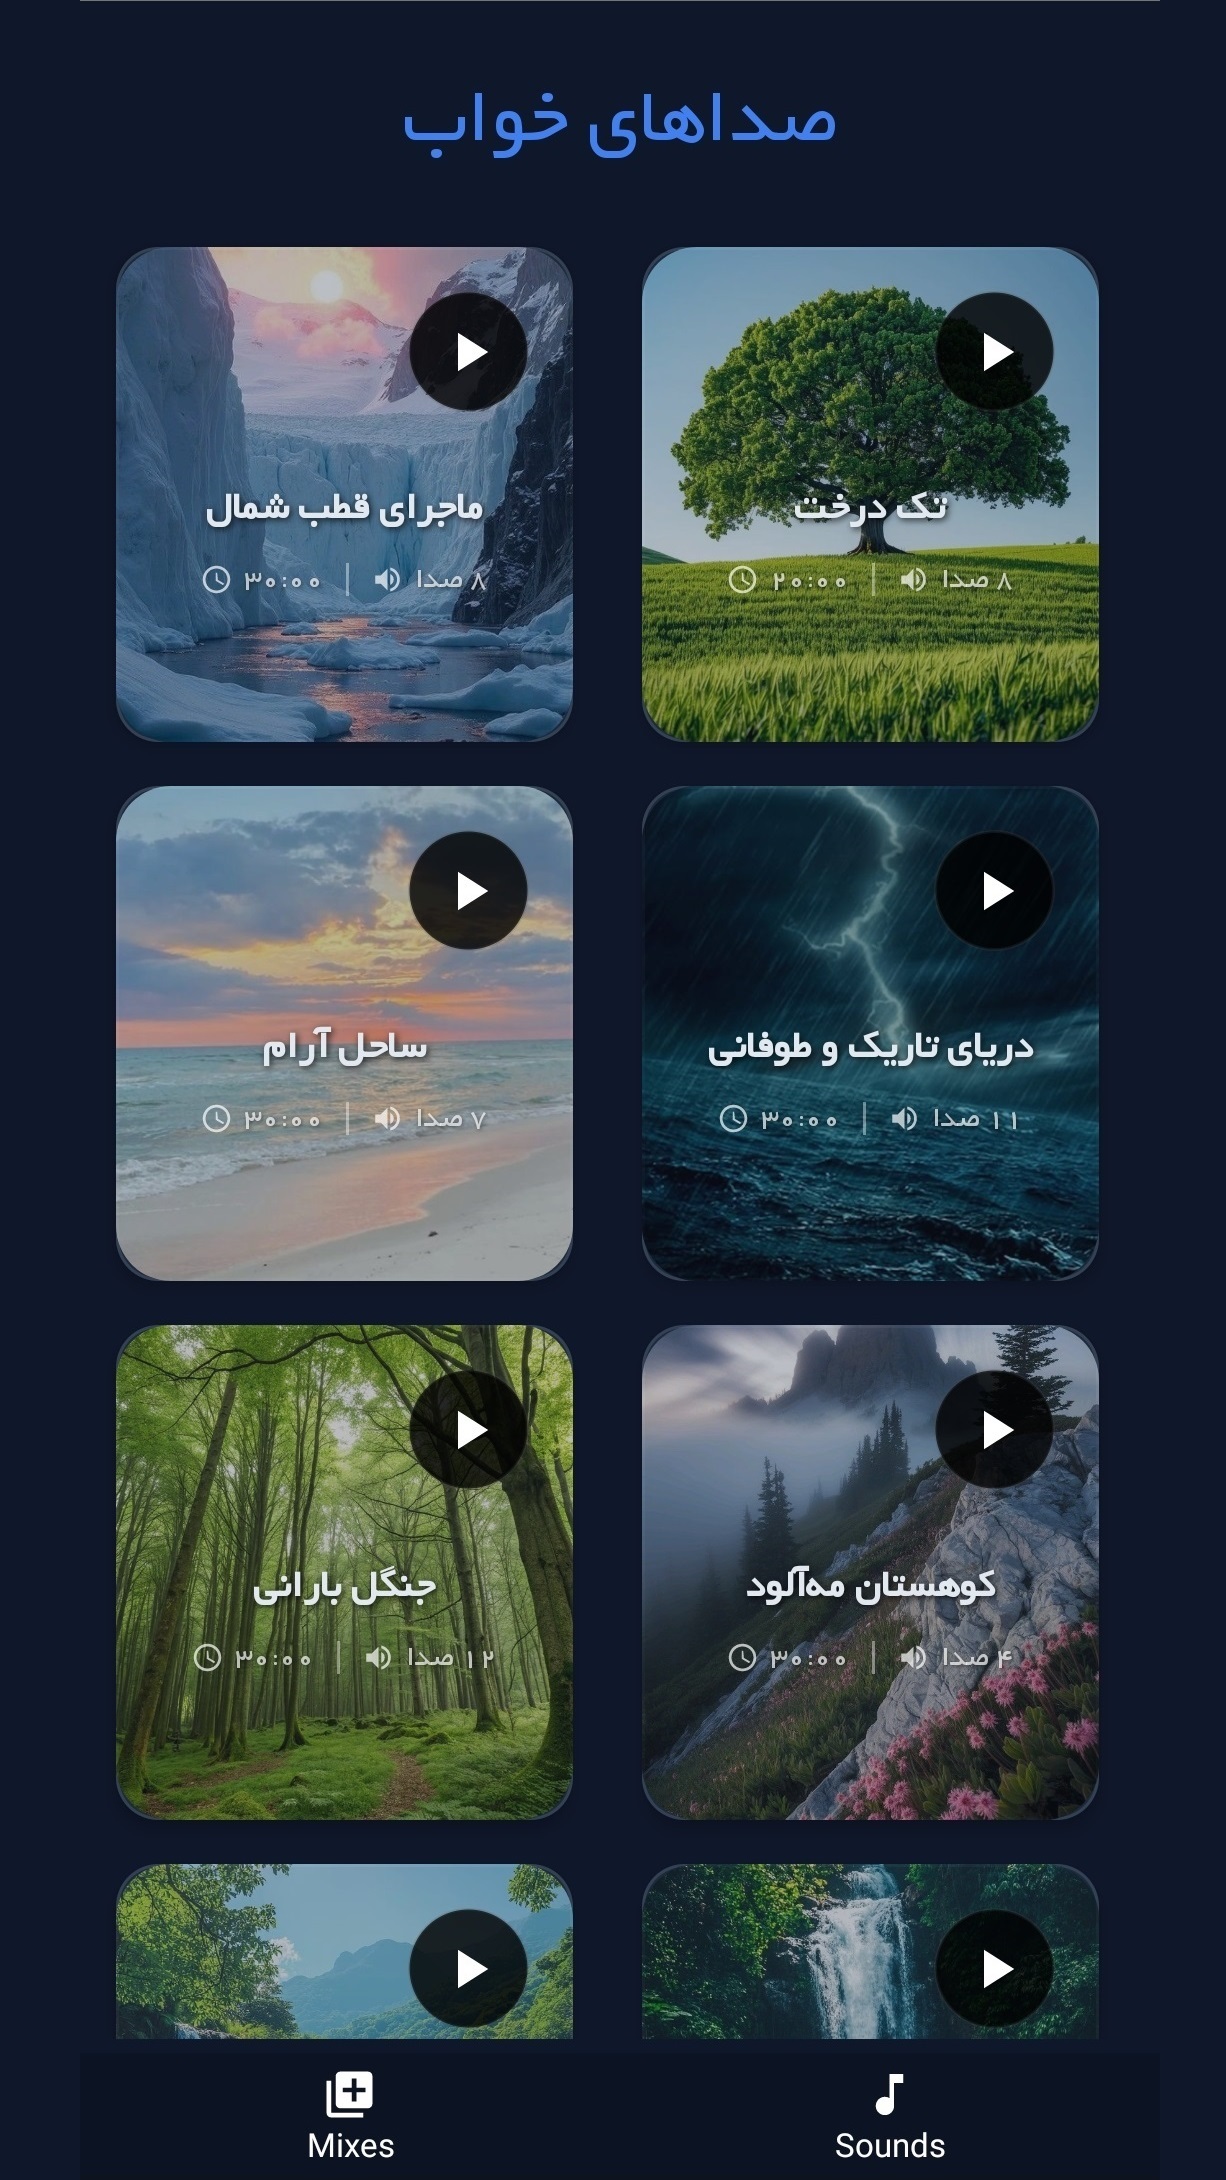 صداهای خواب
تک درخت
۸ صدا | ۲۰:۰۰
ماجرای قطب شمال
۸ صدا | ۳۰:۰۰
دریای تاریک و طوفانی
۱۱ صدا | ۳۰:۰۰
ساحل آرام
۷ صدا | ۳۰:۰۰
کوهستان مه‌آلود
۴ صدا | ۳۰:۰۰
جنگل بارانی
۱۲ صدا | ۳۰:۰۰
Mixes
Sounds